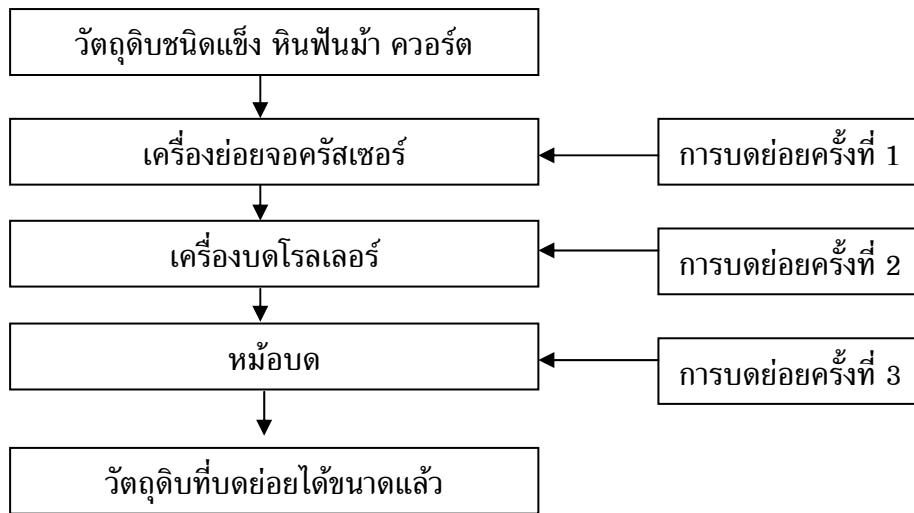 วัตถุดิบชนิดแข็ง หินฟันม้า ควอร์ต
เครื่องย่อยจอครัสเซอร์
การบดย่อยครั้งที่ 1
เครื่องบดโรลเลอร์
การบดย่อยครั้งที่ 2
หม้อบด
การบดย่อยครั้งที่ 3
วัตถุดิบที่บดย่อยได้ขนาดแล้ว